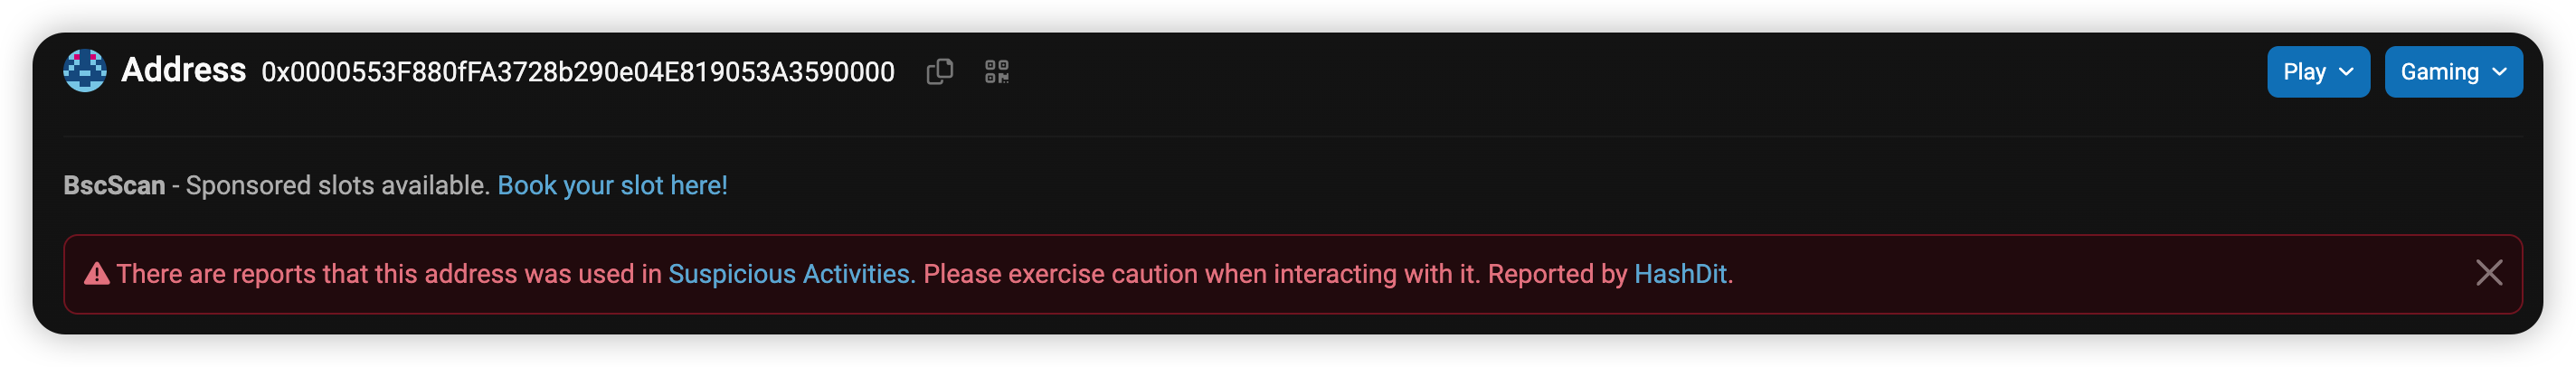 Address 0x0000553F880fFA3728b290e04E819053A3590000 Play Gaming
BscScan - Sponsored slots available. Book your slot here!
There are reports that this address was used in Suspicious Activities. Please exercise caution when interacting with it. Reported by HashDit.